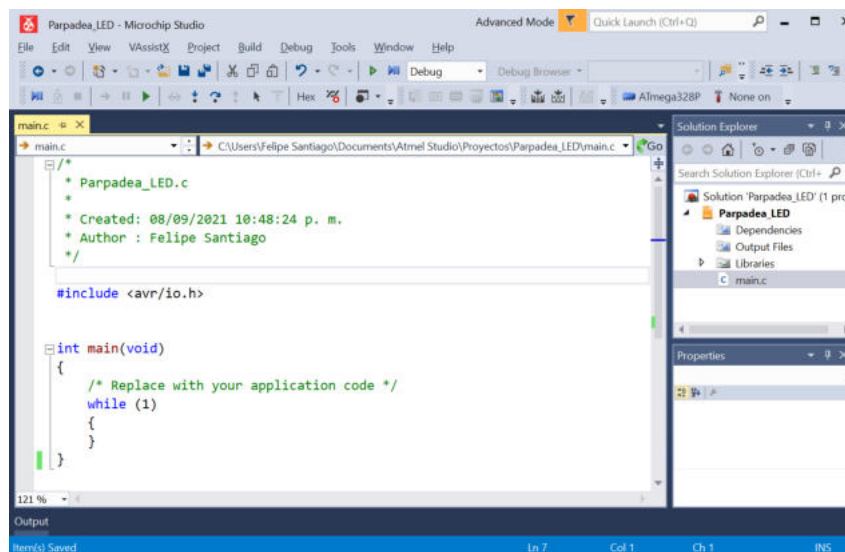 Parpadea_LED - Microchip Studio
Advanced Mode
Quick Launch (Ctrl+Q)
File Edit View VAssistX Project Build Debug Tools Window Help
Debug
Debug Browser
Hex
ATmega328P
None on
main.c
main.c
C:\Users\Felipe Santiago\Documents\Atmel Studio\Proyectos\Parpadea_LED\main.c
Go
/*
* Parpadea_LED.c
*
* Created: 08/09/2021 10:48:24 p. m.
* Author : Felipe Santiago
*/
#include <avr/io.h>
int main(void)
{
/* Replace with your application code */
while (1)
{
}
}
121 %
Solution Explorer
Search Solution Explorer (Ctrl+
Solution 'Parpadea_LED' (1 pro
Parpadea_LED
Dependencies
Output Files
Libraries
main.c
Properties
Output
Item(s) Saved
Ln 7
Col 1
Ch 1
INS